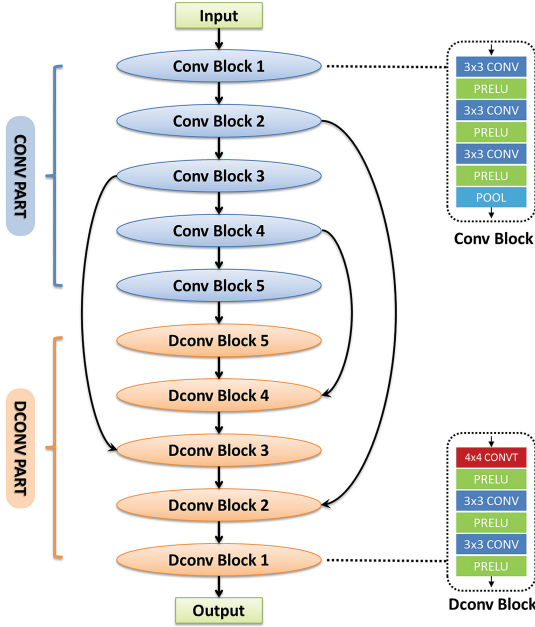 Input
Conv Block 1
Conv Block 2
Conv Block 3
Conv Block 4
Conv Block 5
Dconv Block 5
Dconv Block 4
Dconv Block 3
Dconv Block 2
Dconv Block 1
Output
CONV PART
DCONV PART
3x3 CONV
PRELU
3x3 CONV
PRELU
3x3 CONV
PRELU
POOL
Conv Block
4x4 CONVT
PRELU
3x3 CONV
PRELU
3x3 CONV
PRELU
Dconv Block